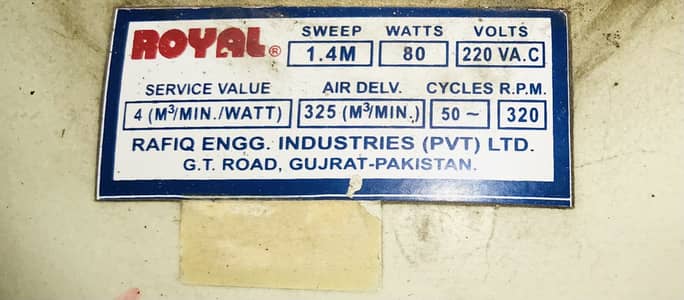 ROYAL® SWEEP WATTS VOLTS
1.4M 80 220 VA.C
SERVICE VALUE AIR DELV. CYCLES R.P.M.
4 (M³/MIN./WATT) 325 (M³/MIN.) 50 ~ 320
RAFIQ ENGG. INDUSTRIES (PVT) LTD.
G.T. ROAD, GUJRAT-PAKISTAN.